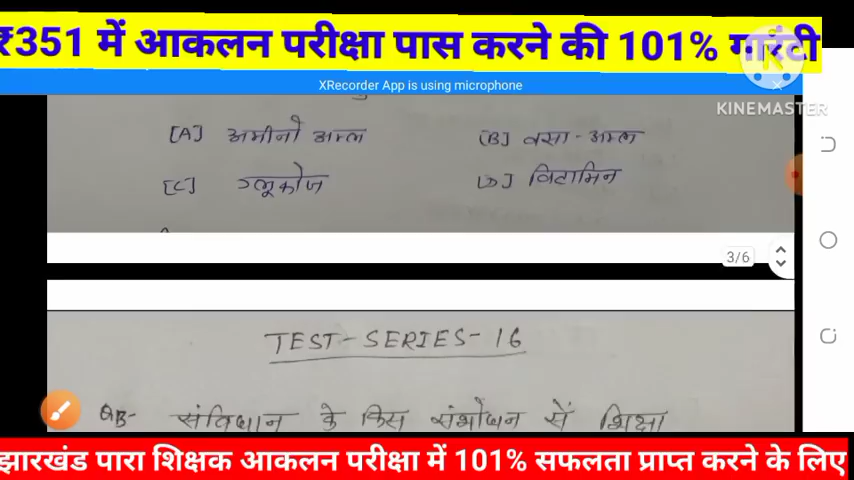 ₹351 में आकलन परीक्षा पास करने की 101% गारंटी
KINEMASTER
XRecorder App is using microphone
[A] अमीनो अम्ल (B) वसा - अम्ल
[C] ग्लूकोज (D) विटामिन
3/6
TEST-SERIES-16
संविधान के किस संशोधन से शिक्षा
झारखंड पारा शिक्षक आकलन परीक्षा में 101% सफलता प्राप्त करने के लिए